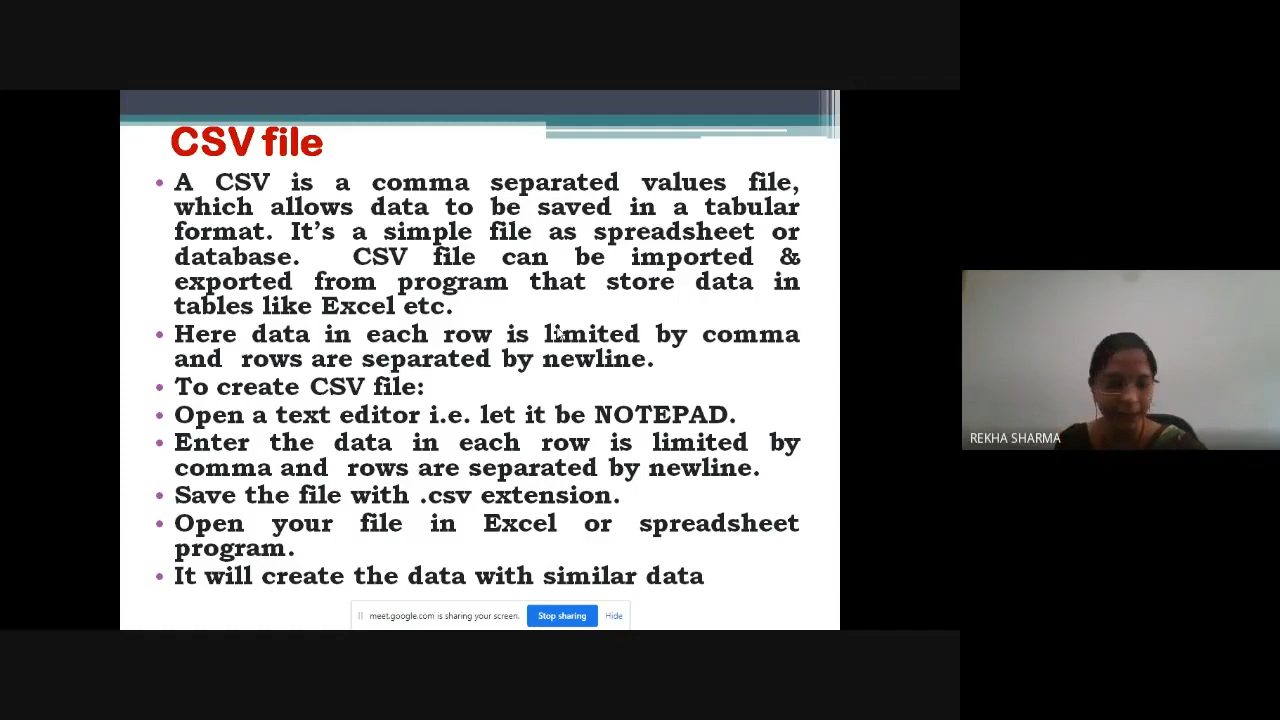 CSV file
• A CSV is a comma separated values file,
which allows data to be saved in a tabular
format. It's a simple file as spreadsheet or
database. CSV file can be imported &
exported from program that store data in
tables like Excel etc.
• Here data in each row is limited by comma
and rows are separated by newline.
• To create CSV file:
• Open a text editor i.e. let it be NOTEPAD.
• Enter the data in each row is limited by
comma and rows are separated by newline.
• Save the file with .csv extension.
• Open your file in Excel or spreadsheet
program.
• It will create the data with similar data
meet.google.com is sharing your screen. Stop sharing Hide
REKHA SHARMA